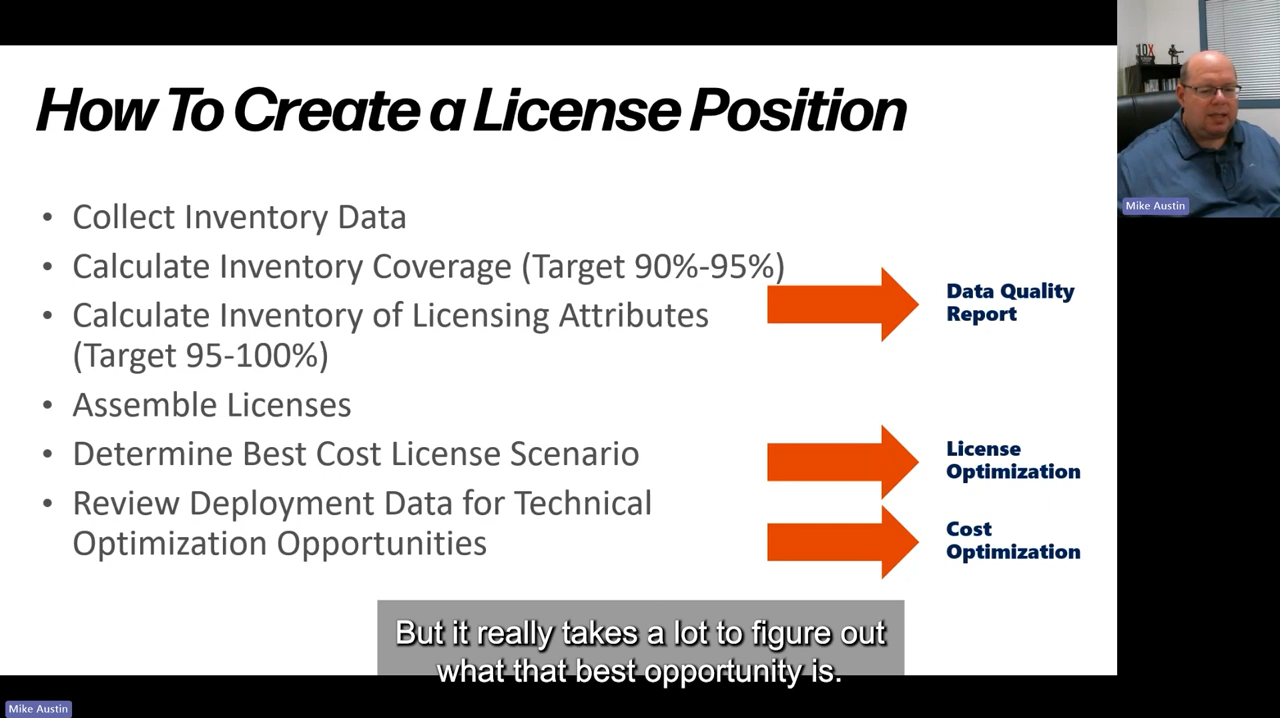 How To Create a License Position
• Collect Inventory Data
• Calculate Inventory Coverage (Target 90%-95%)
• Calculate Inventory of Licensing Attributes
(Target 95-100%)
• Assemble Licenses
• Determine Best Cost License Scenario
• Review Deployment Data for Technical
Optimization Opportunities
Data Quality
Report
License
Optimization
Cost
Optimization
But it really takes a lot to figure out
what that best opportunity is.
10X
Mike Austin
Mike Austin